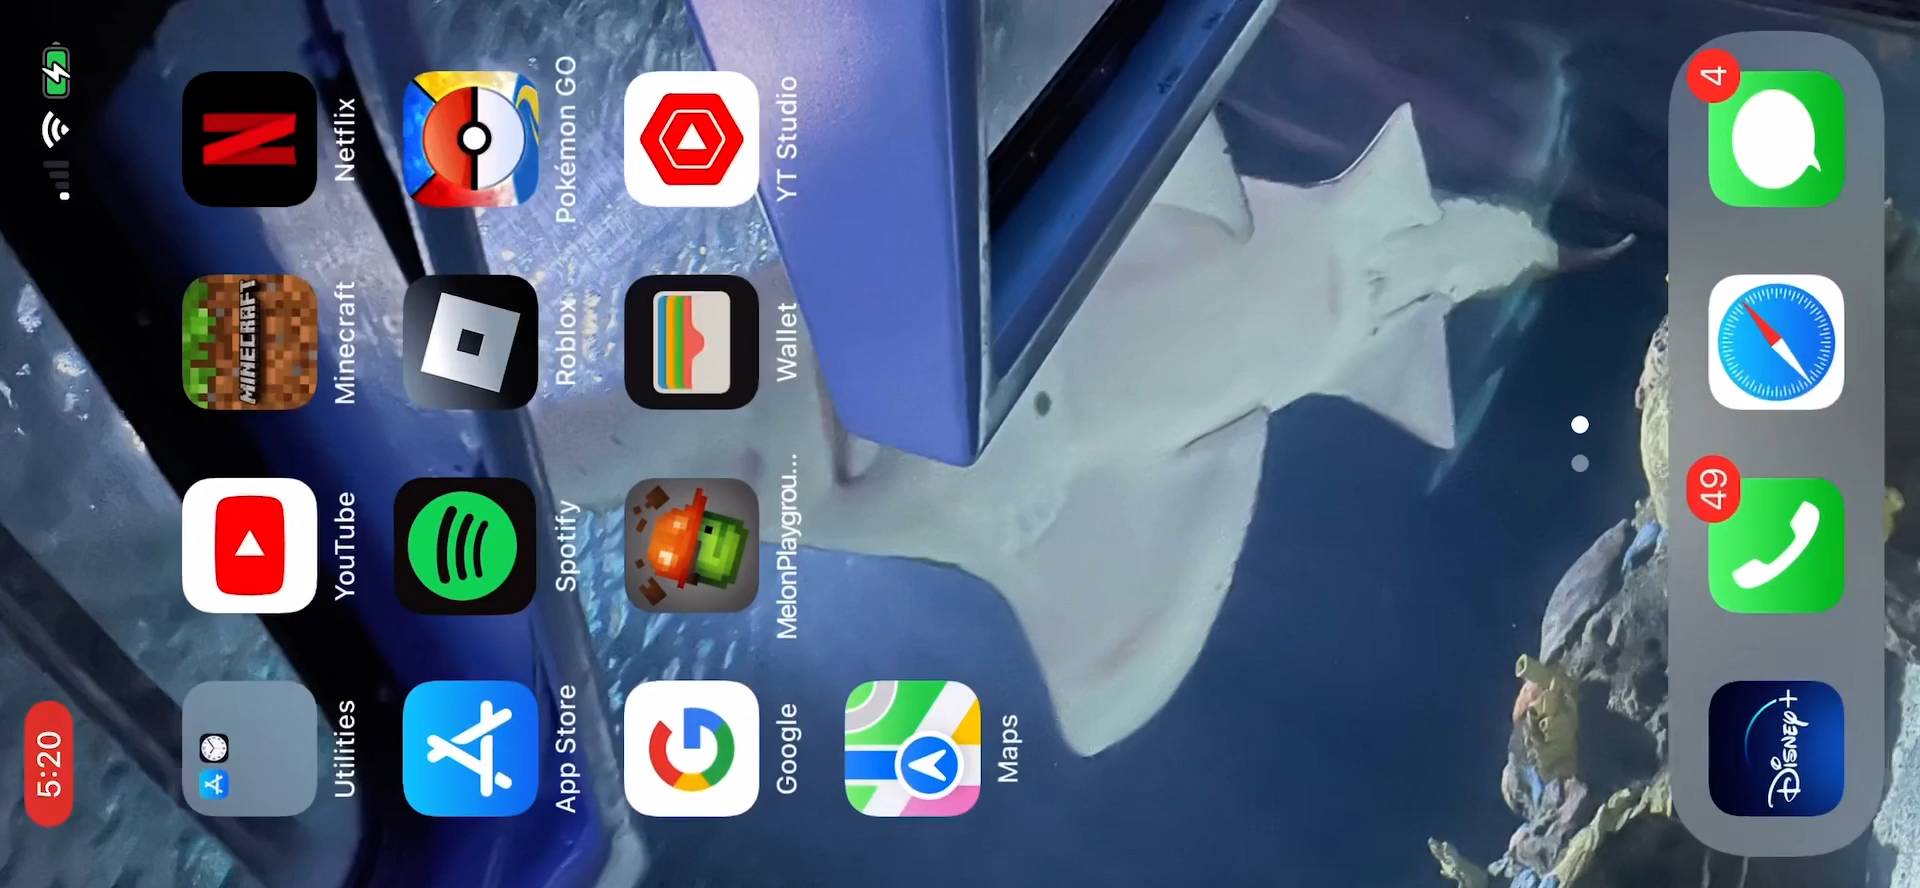 5:20
Utilities
YouTube
Minecraft
MINECRAFT
Netflix
App Store
Spotify
Roblox
Pokémon GO
Google
MelonPlaygrou...
Wallet
YT Studio
Maps
Disney+
49
4